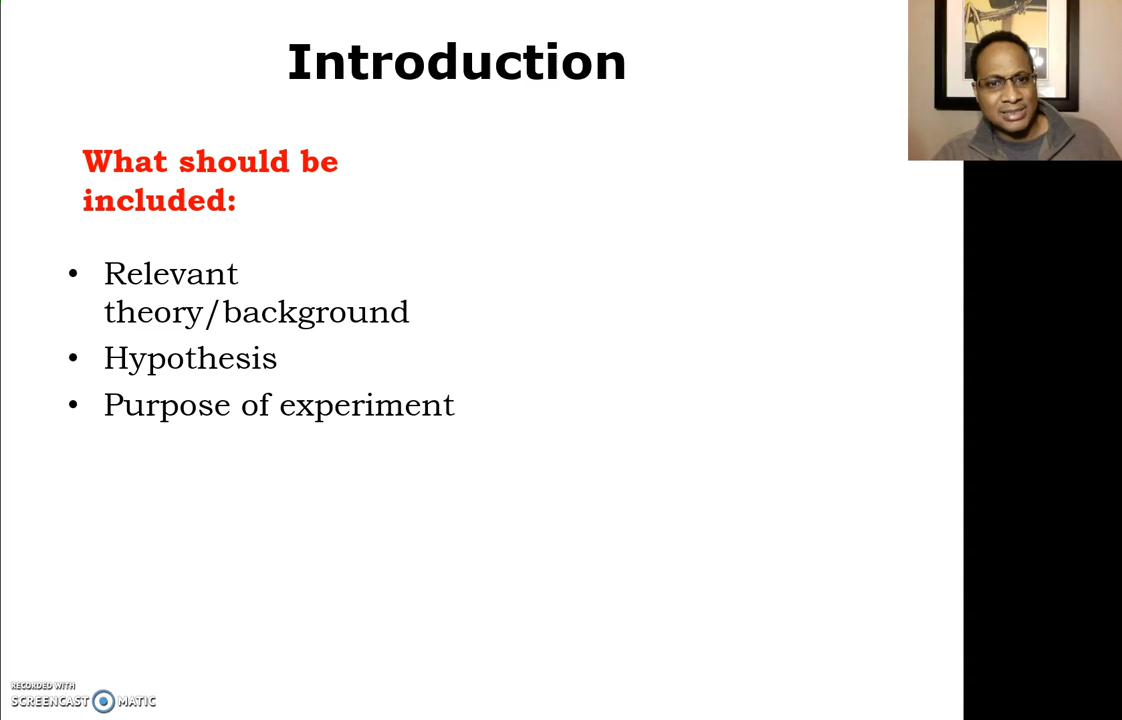 Introduction
What should be
included:
• Relevant
theory/background
• Hypothesis
• Purpose of experiment
RECORDED WITH
SCREENCAST MATIC